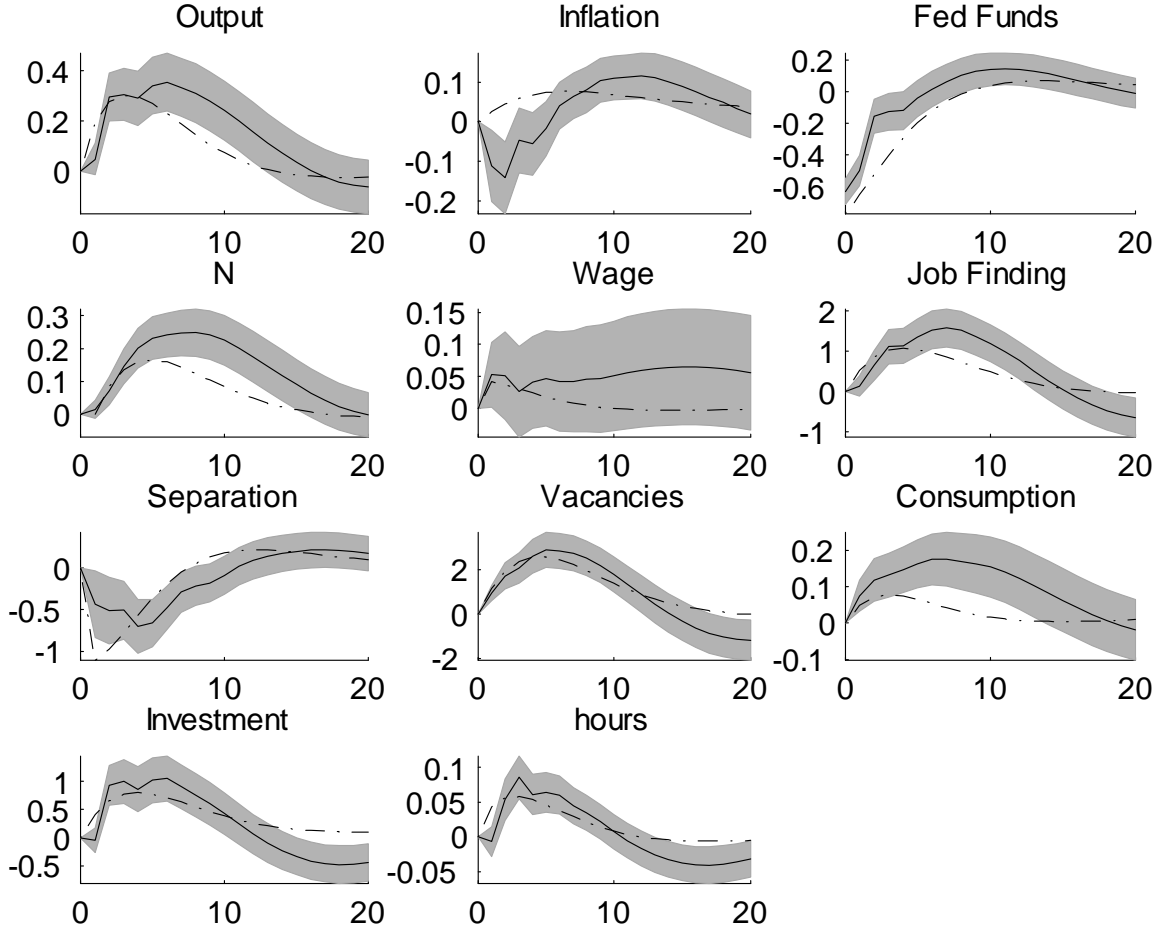 Output Inflation Fed Funds
0.4
0.2
0
0 10 20
0.1
0
-0.1
-0.2
0 10 20
0.2
0
-0.2
-0.4
-0.6
0 10 20
N Wage Job Finding
0.3
0.2
0.1
0
0 10 20
0.15
0.10
0.05
0
0 10 20
2
1
0
-1
0 10 20
Separation Vacancies Consumption
0
-0.5
-1
0 10 20
2
0
-2
0 10 20
0.2
0.1
0
-0.1
0 10 20
Investment hours
1
0.5
0
-0.5
0 10 20
0.1
0.05
0
-0.05
0 10 20